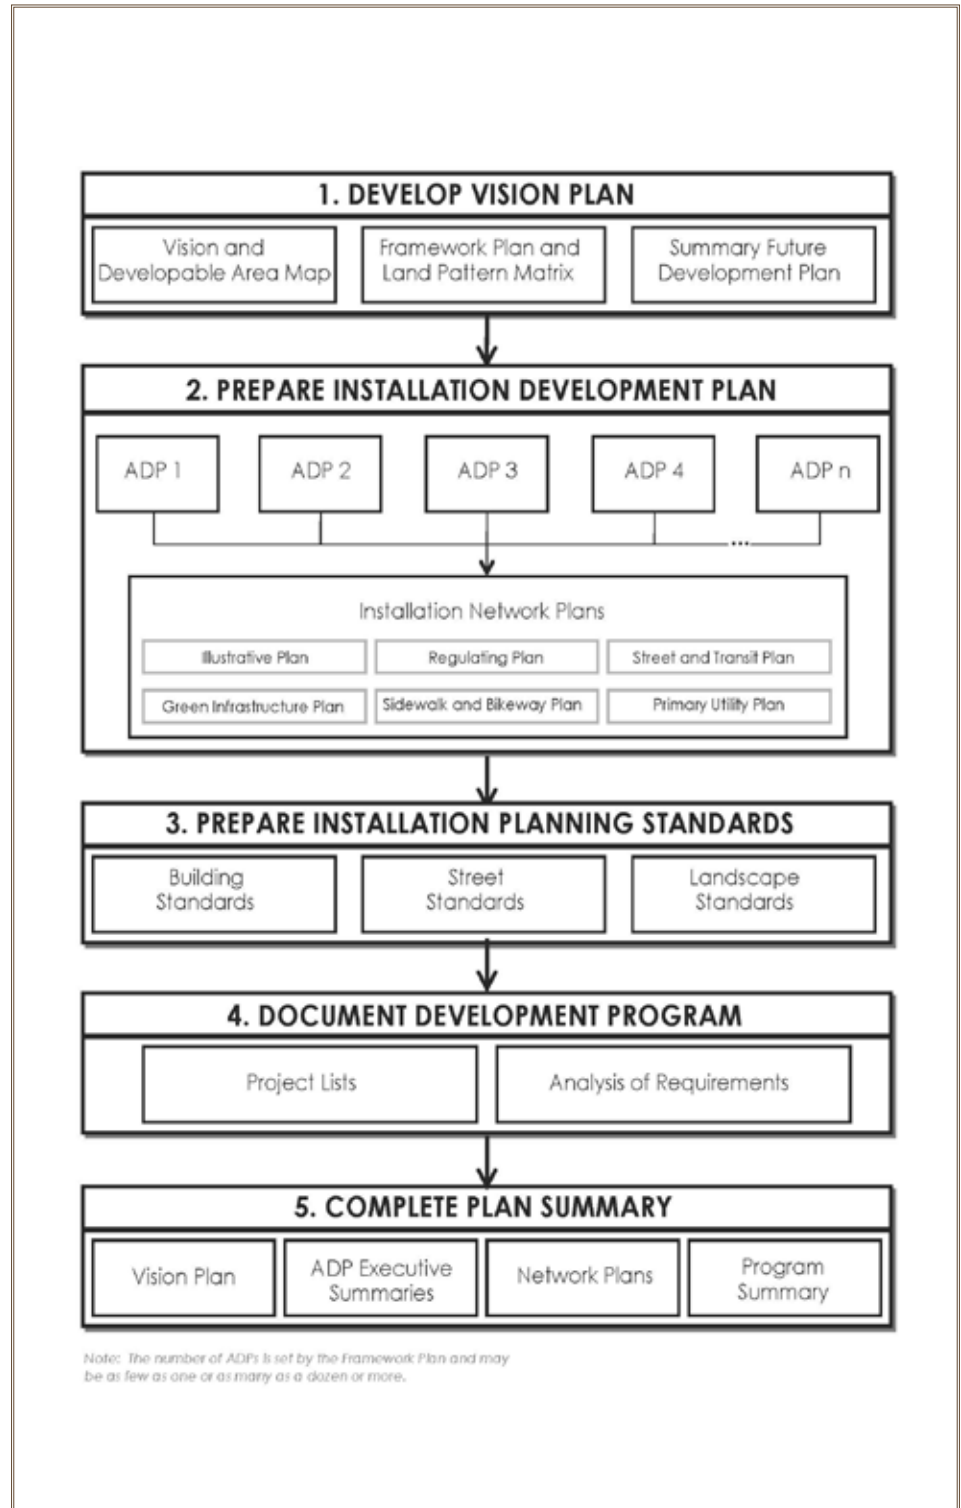 1. DEVELOP VISION PLAN
Vision and
Developable Area Map
Framework Plan and
Land Pattern Matrix
Summary Future
Development Plan
2. PREPARE INSTALLATION DEVELOPMENT PLAN
ADP 1
ADP 2
ADP 3
ADP 4
ADP n
...
Installation Network Plans
Illustrative Plan
Regulating Plan
Street and Transit Plan
Green Infrastructure Plan
Sidewalk and Bikeway Plan
Primary Utility Plan
3. PREPARE INSTALLATION PLANNING STANDARDS
Building
Standards
Street
Standards
Landscape
Standards
4. DOCUMENT DEVELOPMENT PROGRAM
Project Lists
Analysis of Requirements
5. COMPLETE PLAN SUMMARY
Vision Plan
ADP Executive
Summaries
Network Plans
Program
Summary
Note: The number of ADPs is set by the Framework Plan and may
be as few as one or as many as a dozen or more.